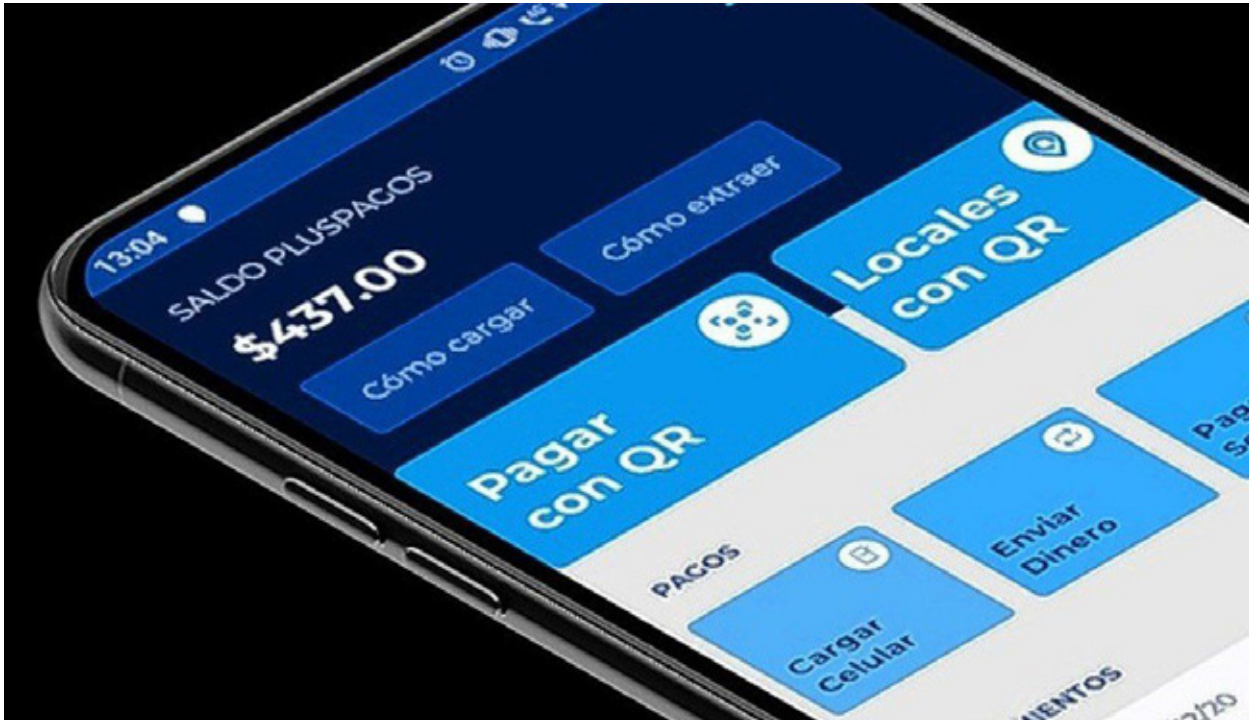 13:04
SALDO PLUSPAGOS
$437.00
Cómo cargar
Cómo extraer
Pagar
con QR
Locales
con QR
PAGOS
Cargar
Celular
Enviar
Dinero